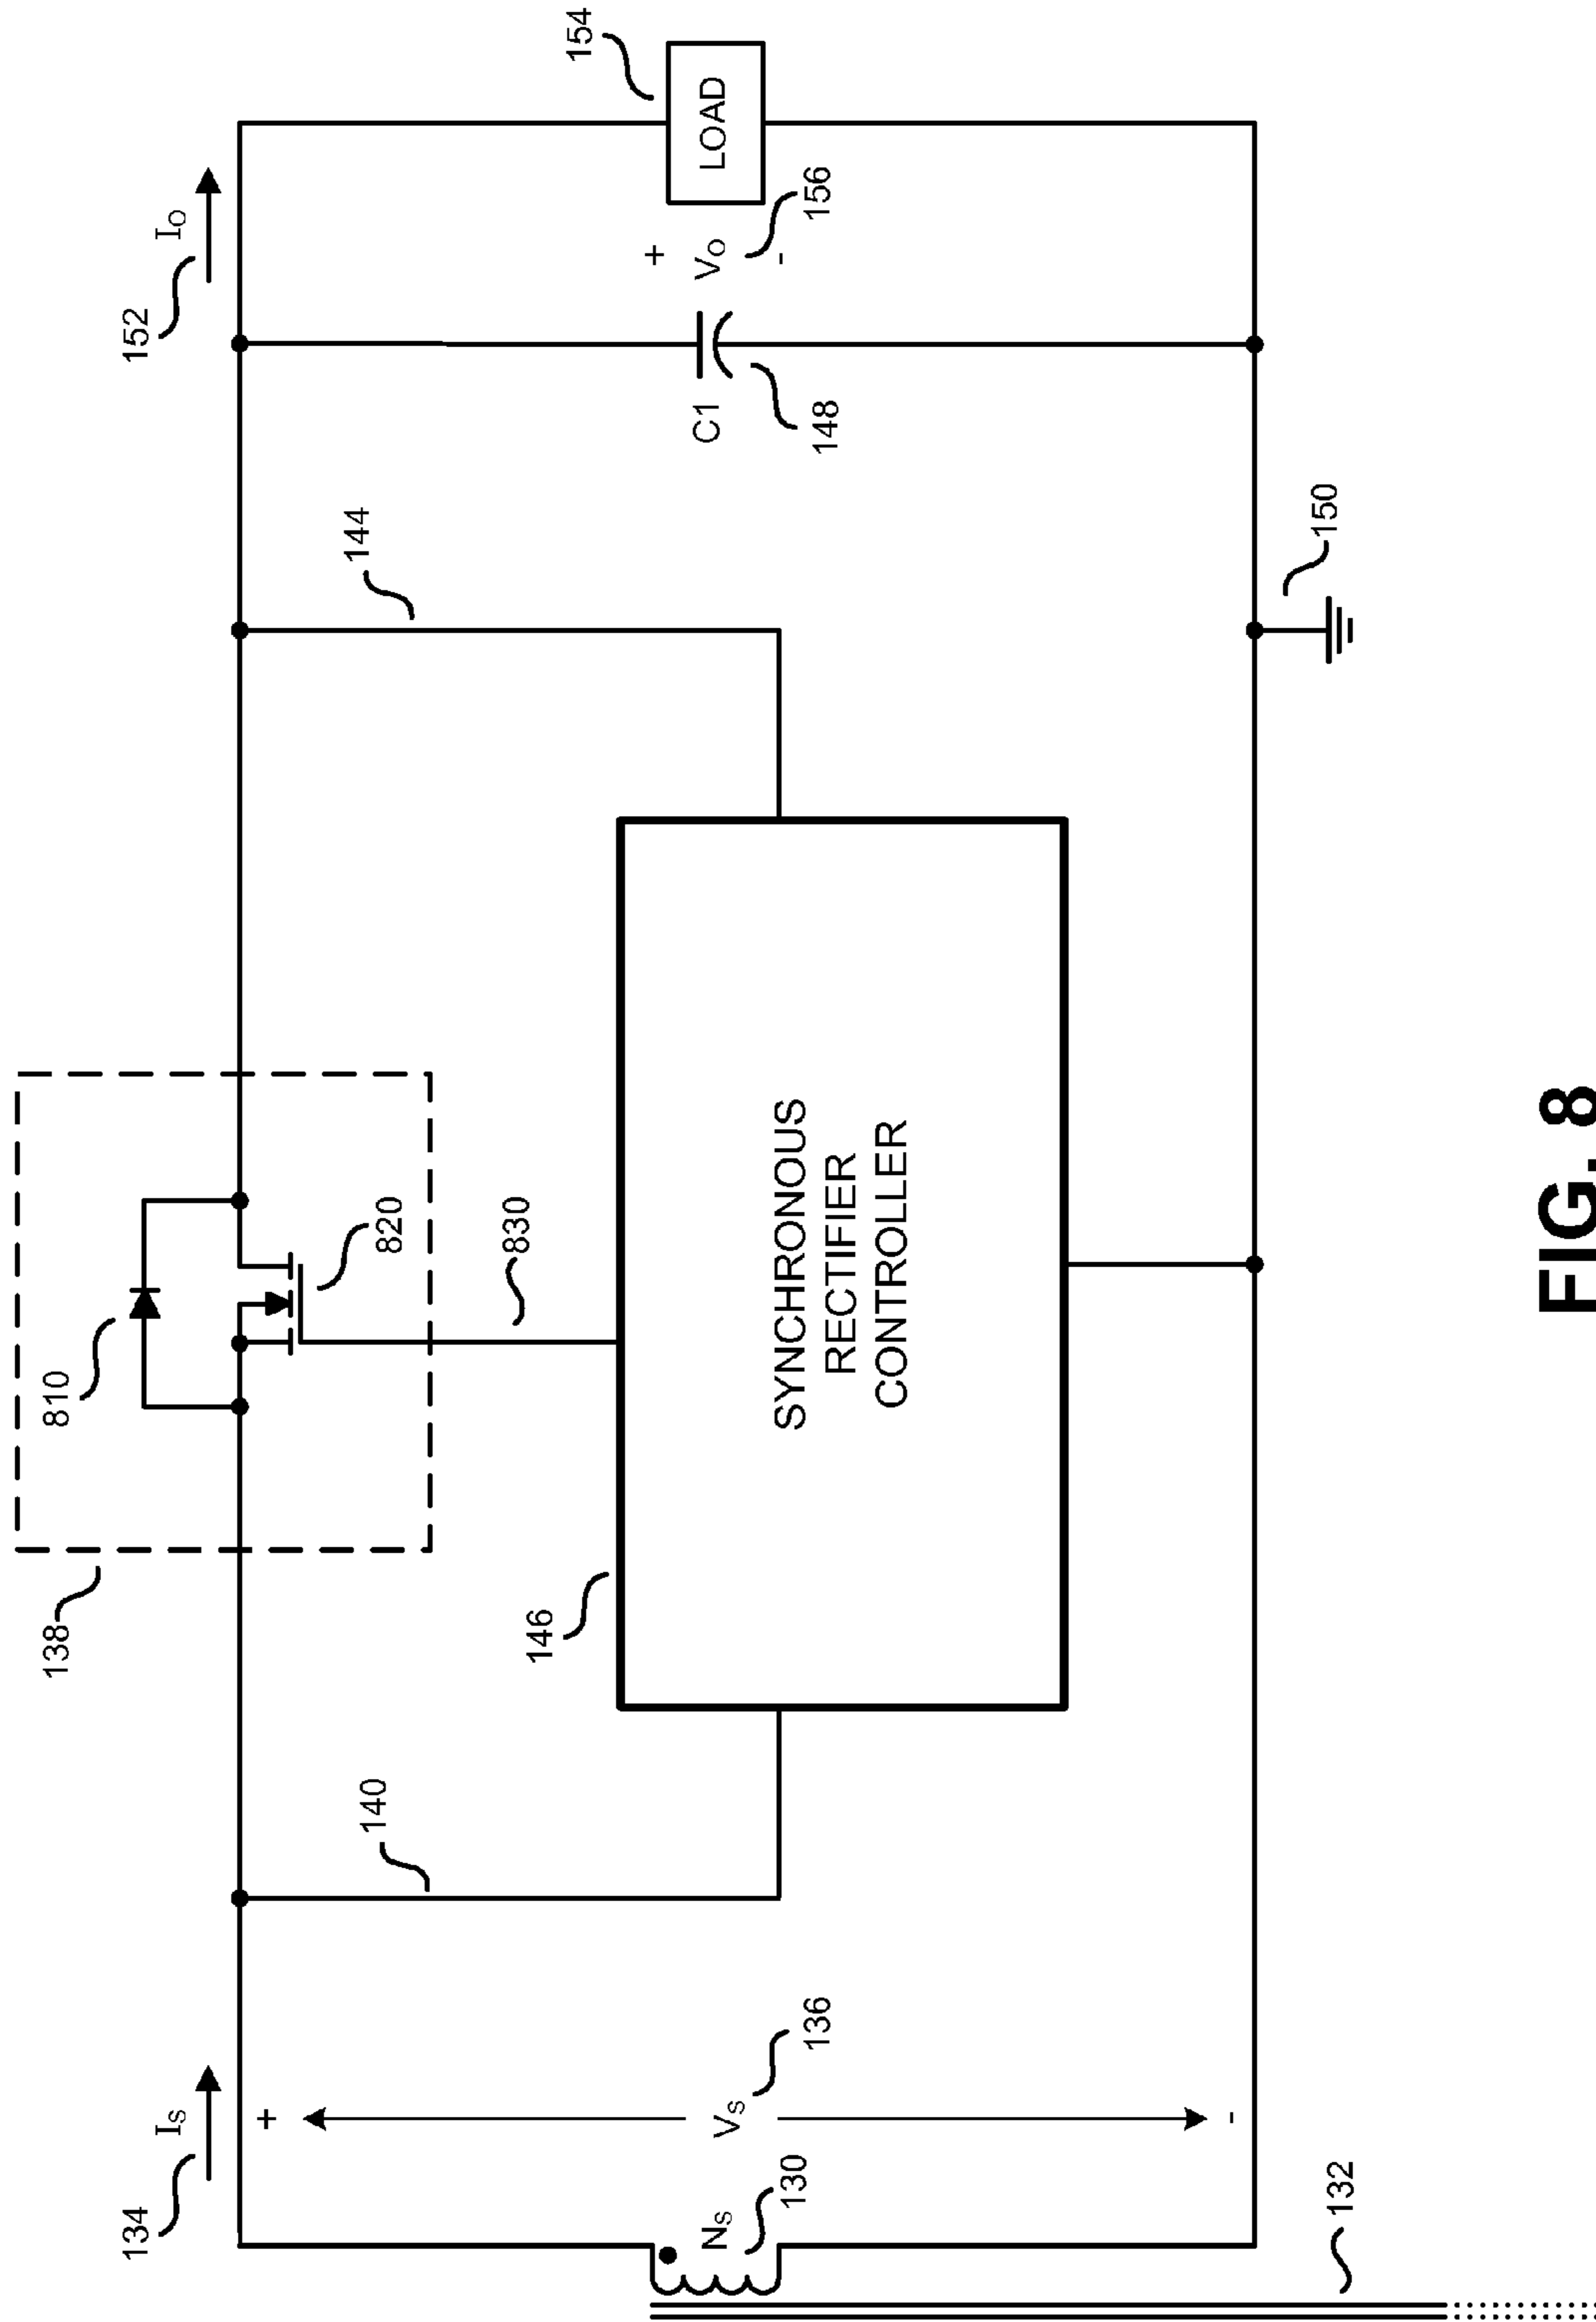 138
810
134
152
Iₛ
Iₒ
+
144
140
820
830
146
154
+
Nₛ
Vₛ
C1
Vₒ
LOAD
-
130
136
148
156
SYNCHRONOUS
RECTIFIER
CONTROLLER
-
132
150
FIG. 8